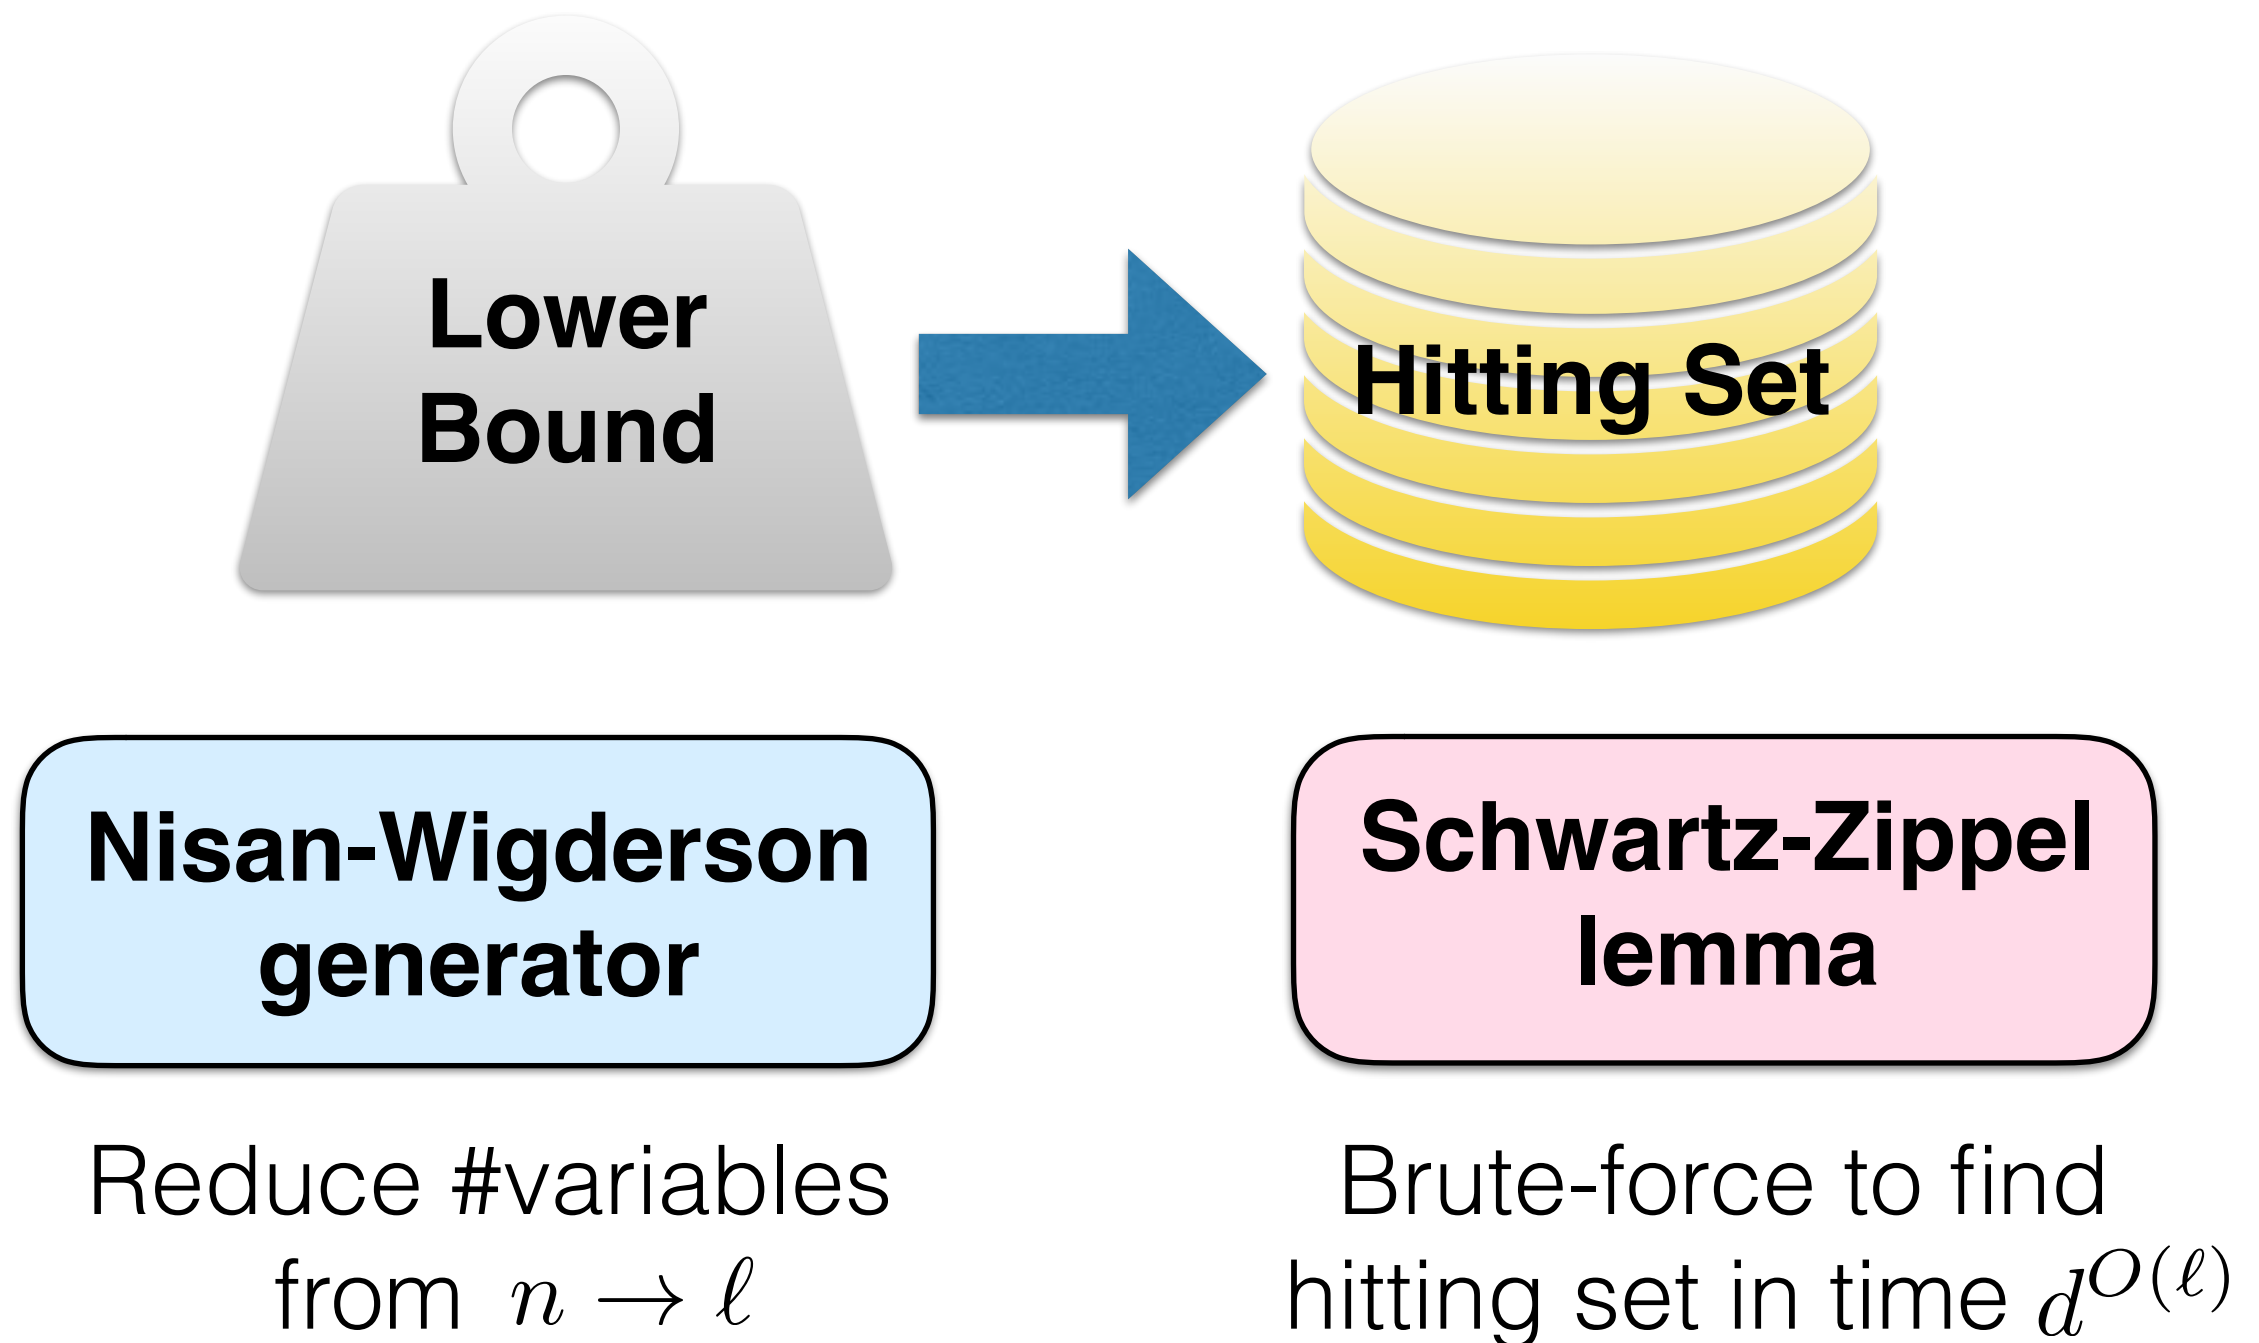 Lower
Bound
Hitting Set
Nisan-Wigderson
generator
Schwartz-Zippel
lemma
Reduce #variables
from n → ℓ
Brute-force to find
hitting set in time d^{O(ℓ)}